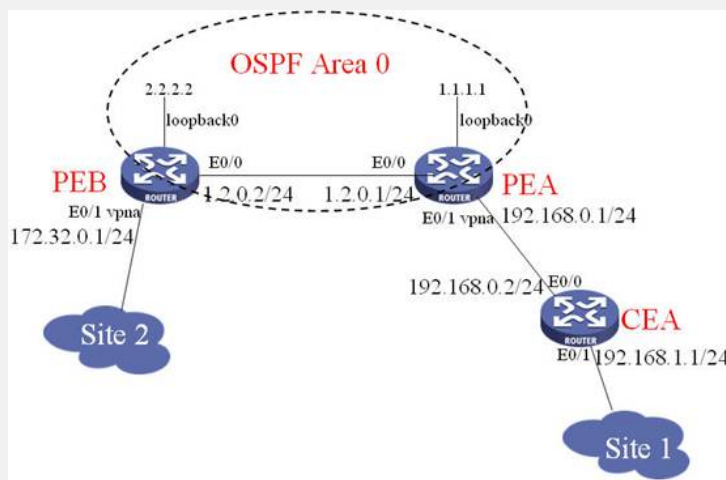 OSPF Area 0
2.2.2.2
1.1.1.1
loopback0
loopback0
E0/0
E0/0
PEB
ROUTER
1.2.0.2/24
1.2.0.1/24
ROUTER
PEA
E0/1 vpna
172.32.0.1/24
E0/1 vpna
192.168.0.1/24
192.168.0.2/24
E0/0
Site 2
ROUTER
CEA
E0/1
192.168.1.1/24
Site 1